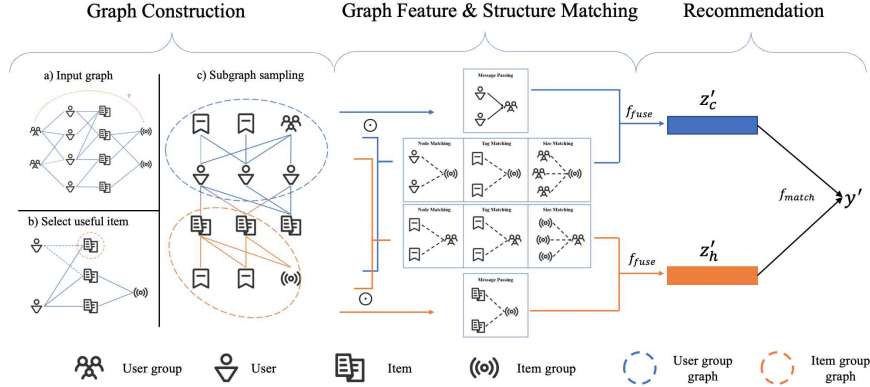 Graph Construction
Graph Feature & Structure Matching
Recommendation
a) Input graph
c) Subgraph sampling
b) Select useful item
Message Passing
Node Matching
Tag Matching
Size Matching
Node Matching
Tag Matching
Size Matching
Message Passing
f_fuse
f_fuse
z'_c
z'_h
f_match
y'
User group
User
Item
Item group
User group
graph
Item group
graph